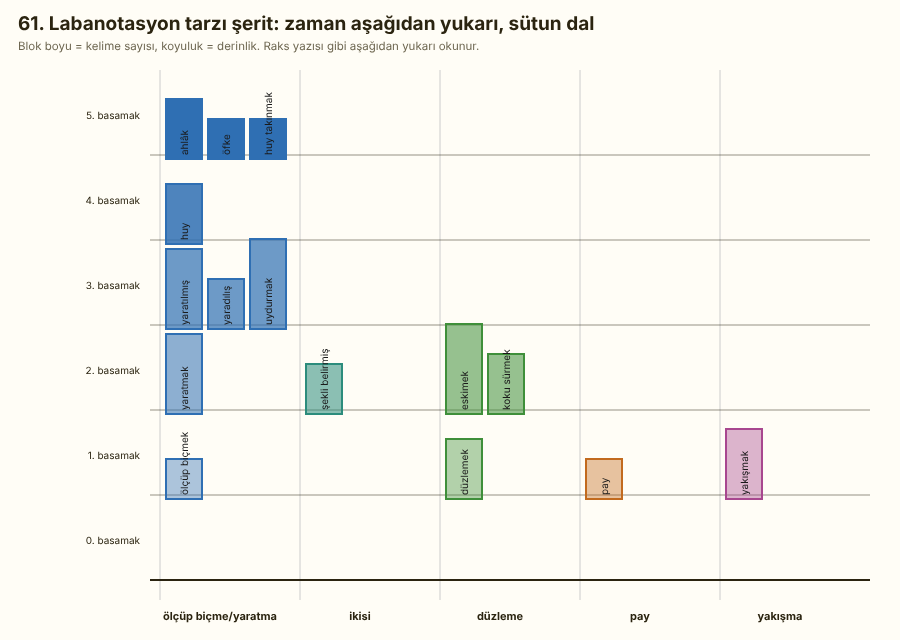 61. Labanotasyon tarzı şerit: zaman aşağıdan yukarı, sütun dal
Blok boyu = kelime sayısı, koyuluk = derinlik. Raks yazısı gibi aşağıdan yukarı okunur.
5. basamak
ahlâk
öfke
huy takınmak
4. basamak
huy
3. basamak
yaratılmış
yaradılış
uydurmak
2. basamak
yaratmak
şekli belirmiş
eskimek
koku sürmek
1. basamak
ölçüp biçmek
düzlemek
pay
yakışmak
0. basamak
ölçüp biçme/yaratma
ikisi
düzleme
pay
yakışma